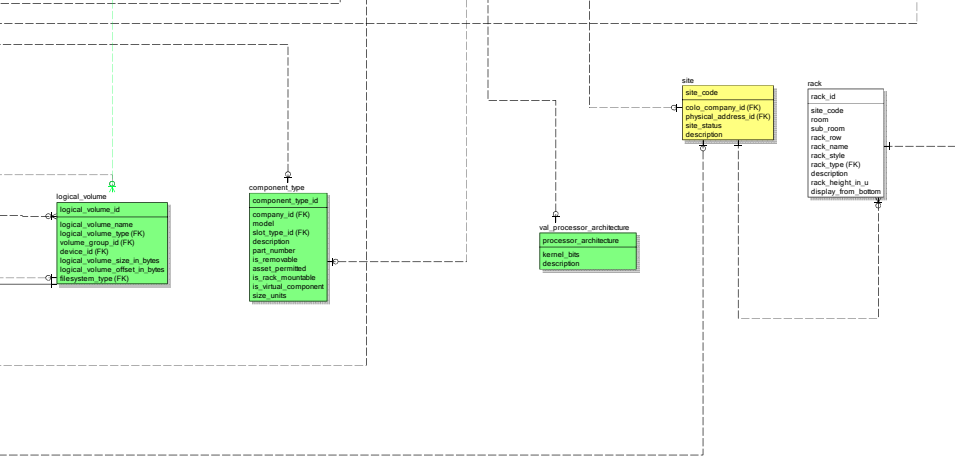 site
site_code
colo_company_id (FK)
physical_address_id (FK)
site_status
description
rack
rack_id
site_code
room
sub_room
rack_row
rack_name
rack_style
rack_type (FK)
description
rack_height_in_u
display_from_bottom
logical_volume
logical_volume_id
logical_volume_name
logical_volume_type (FK)
volume_group_id (FK)
device_id (FK)
logical_volume_size_in_bytes
logical_volume_offset_in_bytes
filesystem_type (FK)
component_type
component_type_id
company_id (FK)
model
slot_type_id (FK)
description
part_number
is_removable
asset_permitted
is_rack_mountable
is_virtual_component
size_units
val_processor_architecture
processor_architecture
kernel_bits
description